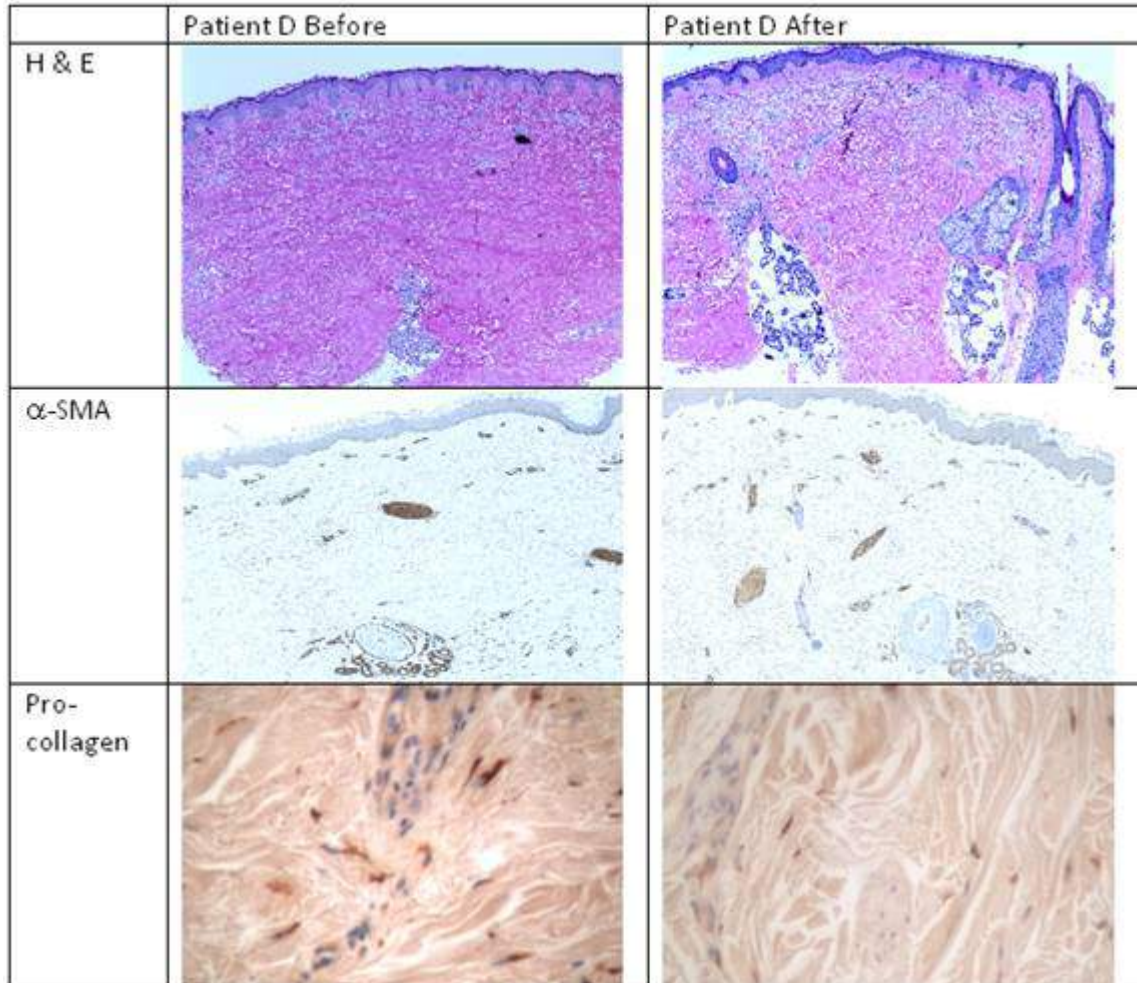 Patient D Before
Patient D After
H & E
α-SMA
Pro-
collagen